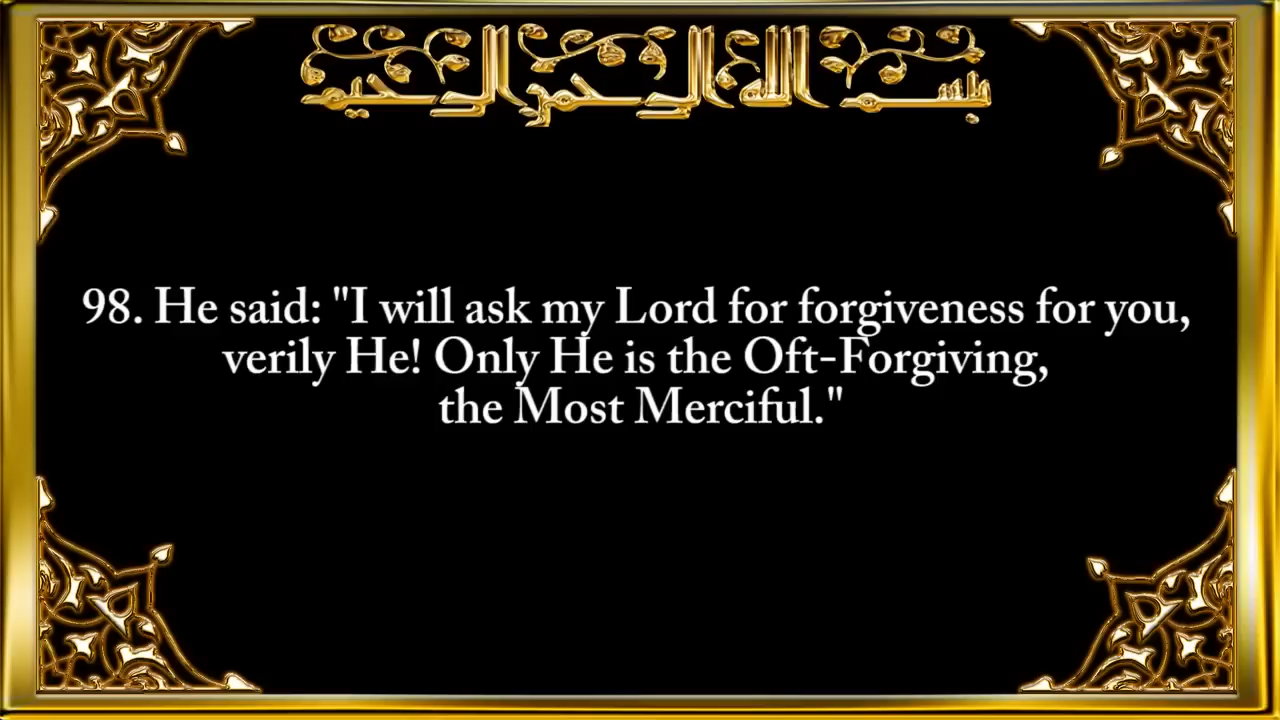 بسم الله الرحمن الرحيم
98. He said: "I will ask my Lord for forgiveness for you,
verily He! Only He is the Oft-Forgiving,
the Most Merciful."